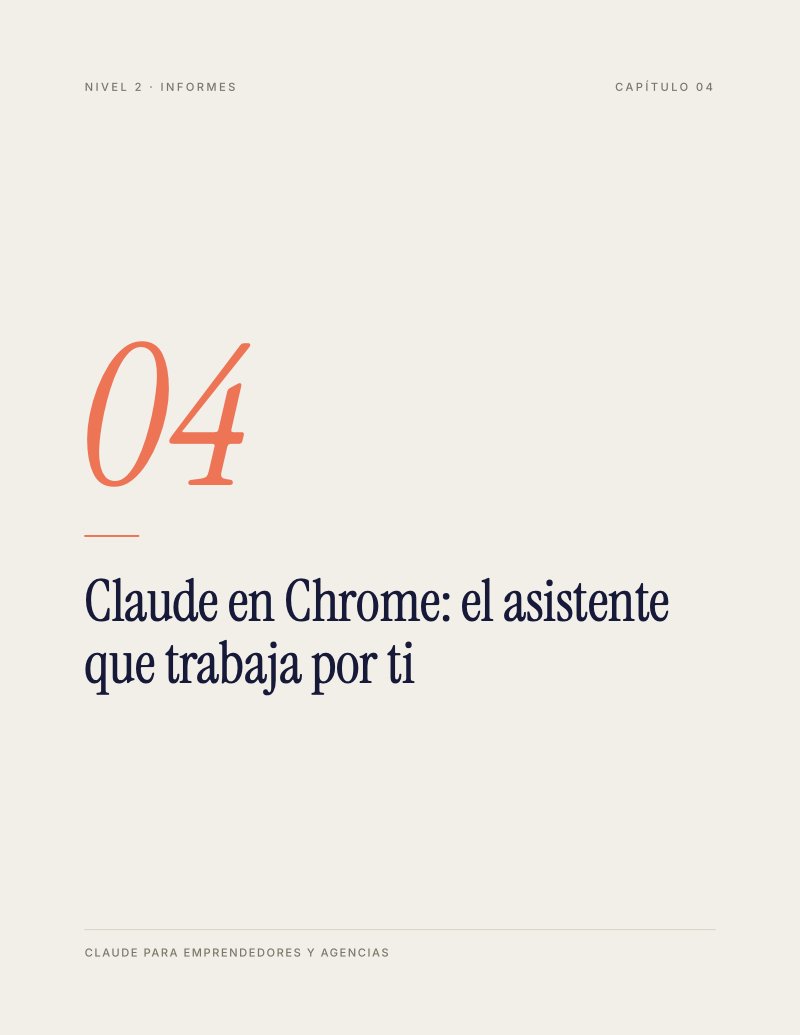 NIVEL 2 · INFORMES
CAPÍTULO 04
04
Claude en Chrome: el asistente
que trabaja por ti
CLAUDE PARA EMPRENDEDORES Y AGENCIAS